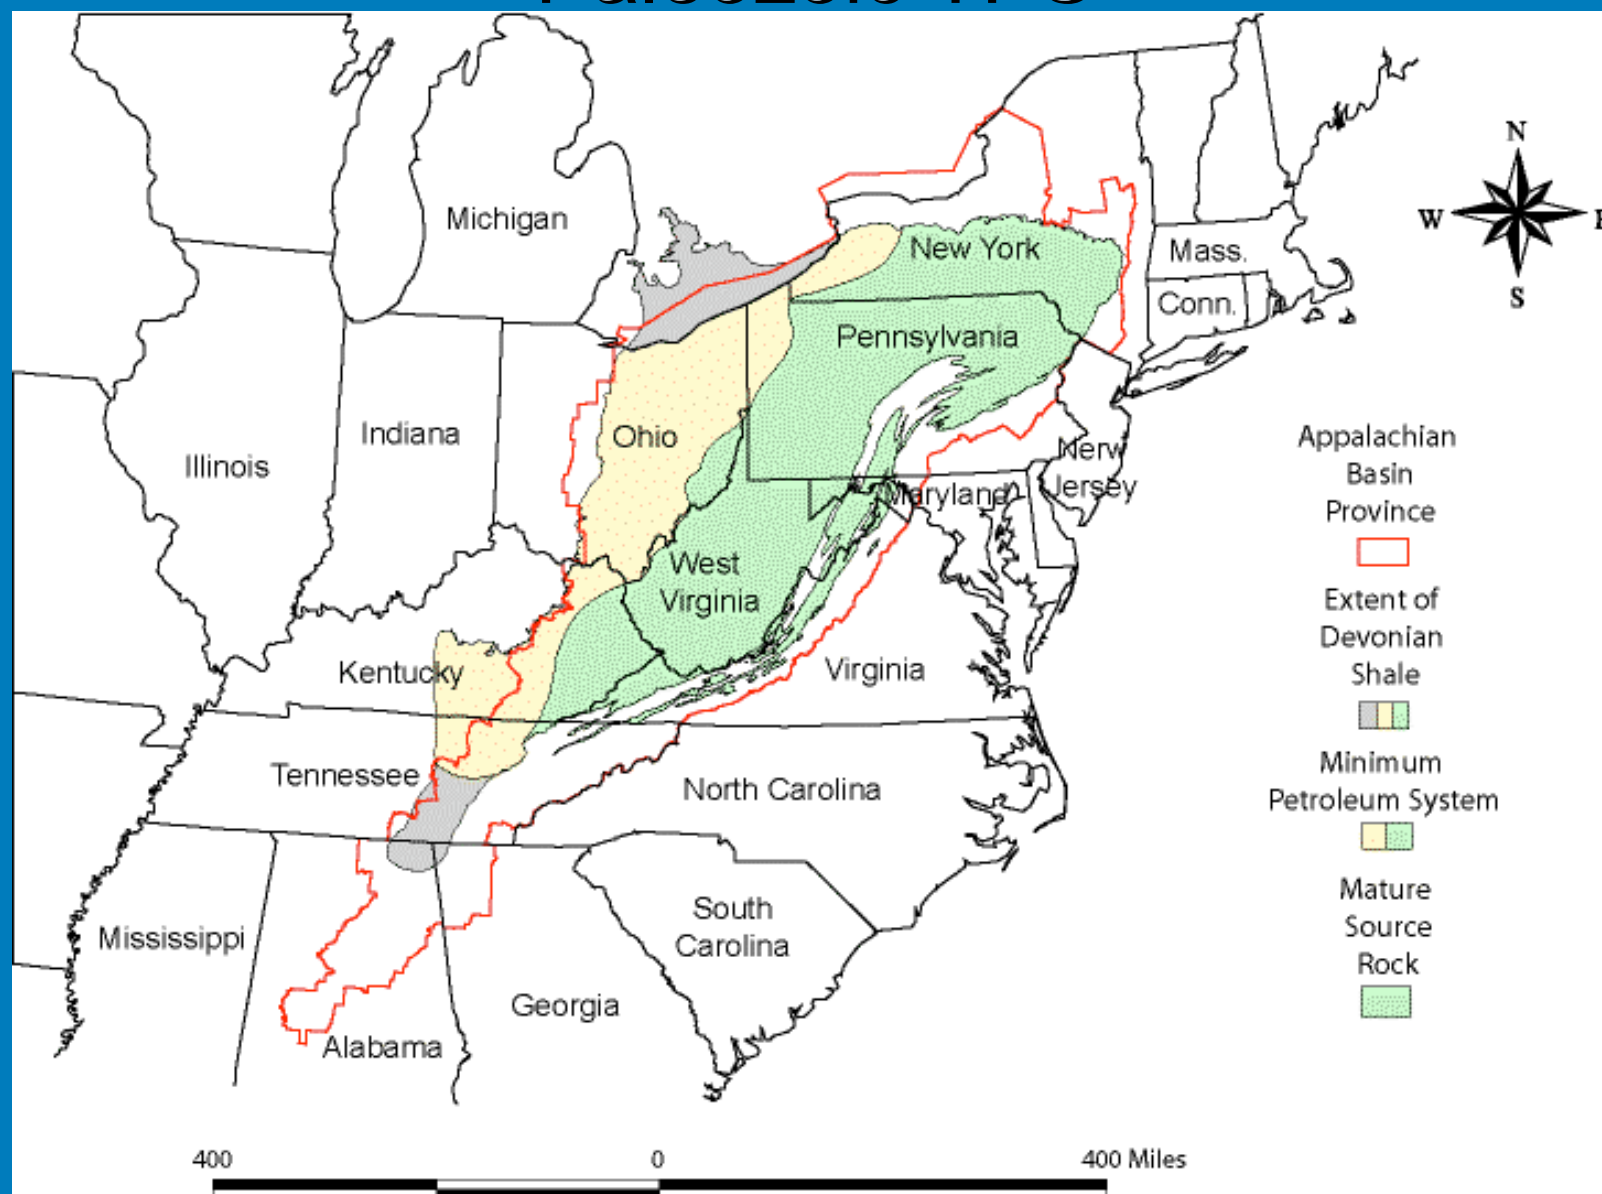 N
W
S
Michigan
New York
Mass.
Conn.
Pennsylvania
Indiana
Ohio
Illinois
Nerw
Jersey
Maryland
West
Virginia
Kentucky
Virginia
Tennessee
North Carolina
South
Carolina
Mississippi
Georgia
Alabama
Appalachian
Basin
Province
Extent of
Devonian
Shale
Minimum
Petroleum System
Mature
Source
Rock
400 0 400 Miles